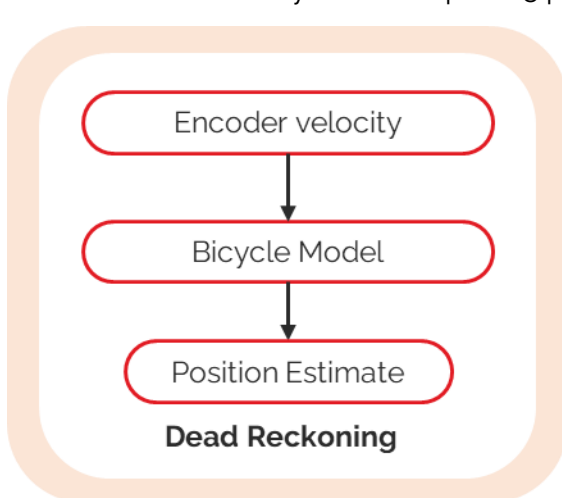 Encoder velocity
Bicycle Model
Position Estimate
Dead Reckoning